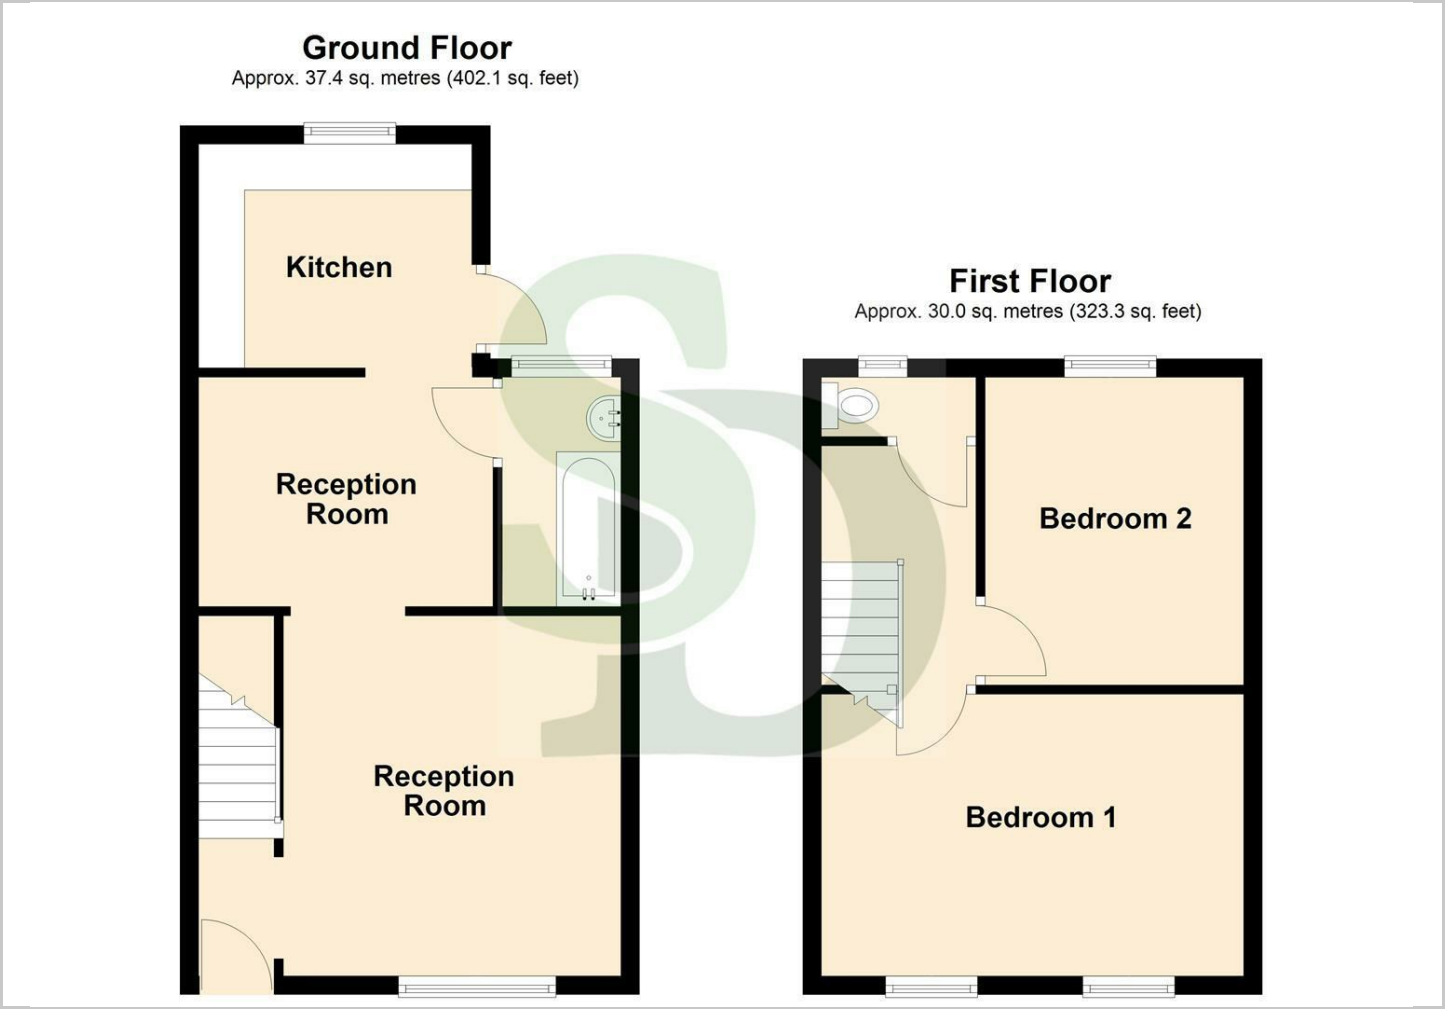 Ground Floor
Approx. 37.4 sq. metres (402.1 sq. feet)
Kitchen
Reception
Room
Reception
Room
First Floor
Approx. 30.0 sq. metres (323.3 sq. feet)
Bedroom 2
Bedroom 1
SD